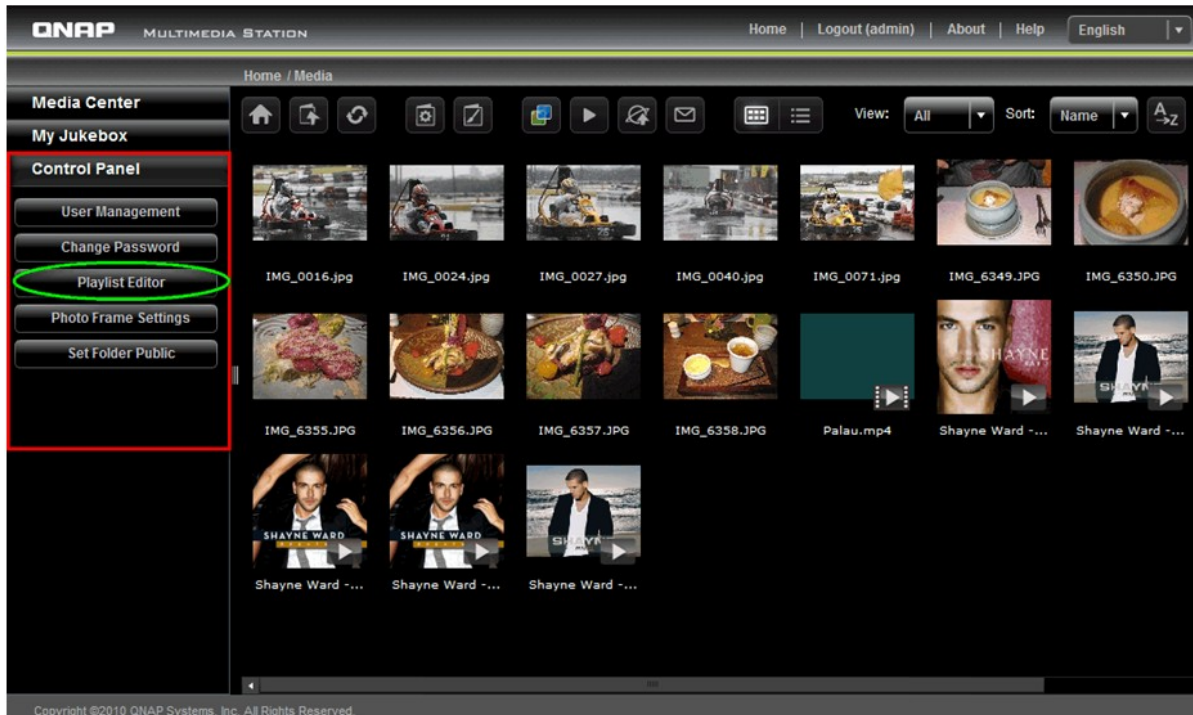 QNAP MULTIMEDIA STATION
Home | Logout (admin) | About | Help
English
Home / Media
Media Center
My Jukebox
Control Panel
User Management
Change Password
Playlist Editor
Photo Frame Settings
Set Folder Public
View: All Sort: Name A→Z
IMG_0016.jpg IMG_0024.jpg IMG_0027.jpg IMG_0040.jpg IMG_0071.jpg IMG_6349.JPG IMG_6350.JPG
SHAYNE
IMG_6355.JPG IMG_6356.JPG IMG_6357.JPG IMG_6358.JPG Palau.mp4 Shayne Ward -... Shayne Ward -...
SHAYNE WARD SHAYNE WARD
Shayne Ward -... Shayne Ward -... Shayne Ward -...
Copyright ©2010 QNAP Systems, Inc. All Rights Reserved.